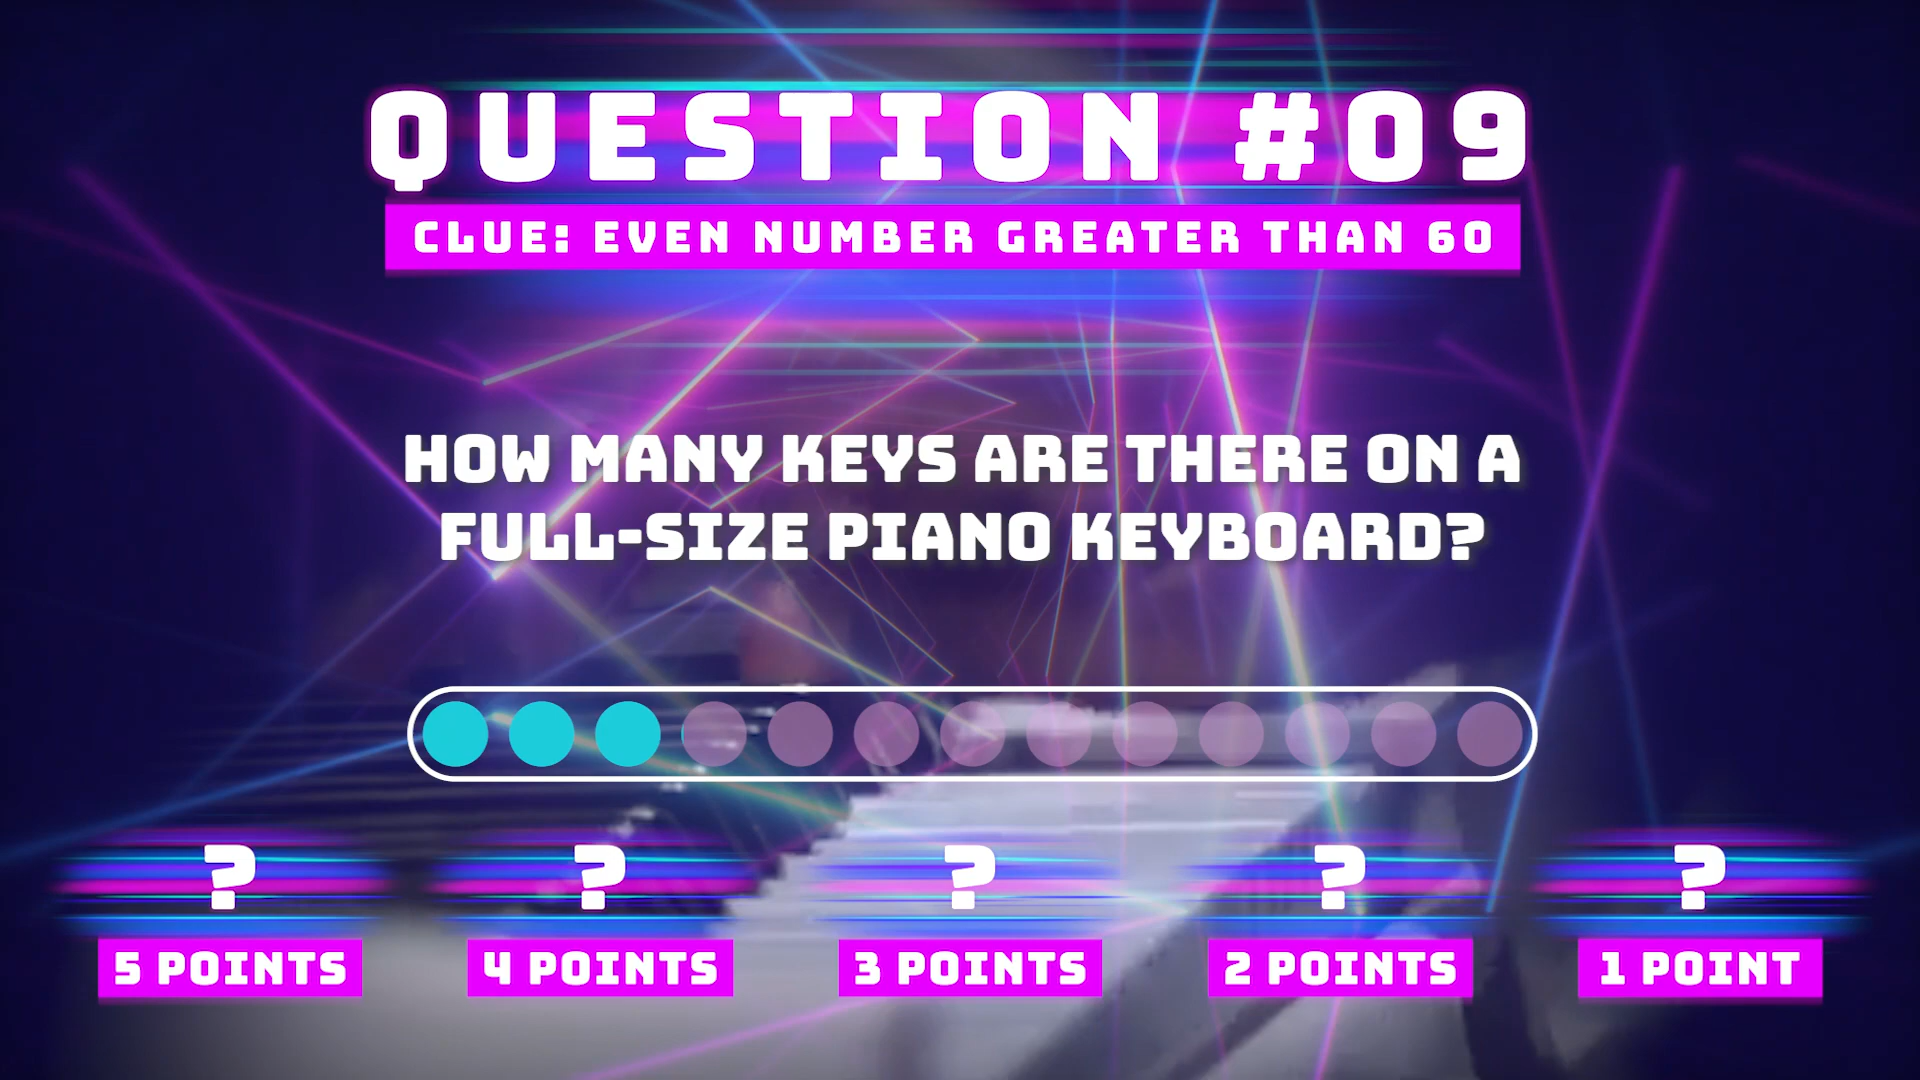 QUESTION #09
CLUE: EVEN NUMBER GREATER THAN 60
HOW MANY KEYS ARE THERE ON A
FULL-SIZE PIANO KEYBOARD?
? ? ? ? ?
5 POINTS 4 POINTS 3 POINTS 2 POINTS 1 POINT